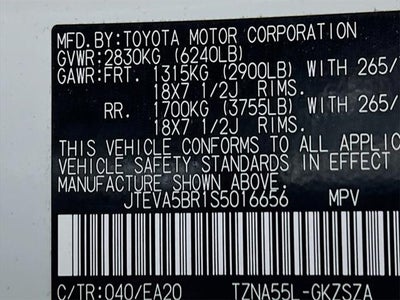 MFD.BY:TOYOTA MOTOR CORPORATION
GVWR:2830KG (6240LB)
GAWR:FRT. 1315KG (2900LB) WITH 265/
18X7 1/2J RIMS.
RR. 1700KG (3755LB) WITH 265/
18X7 1/2J RIMS.
THIS VEHICLE CONFORMS TO ALL APPLIC
VEHICLE SAFETY STANDARDS IN EFFECT
MANUFACTURE SHOWN ABOVE.
JTEVA5BR1S5016656 MPV
C/TR:040/EA20 TZNA55L-GKZSZA